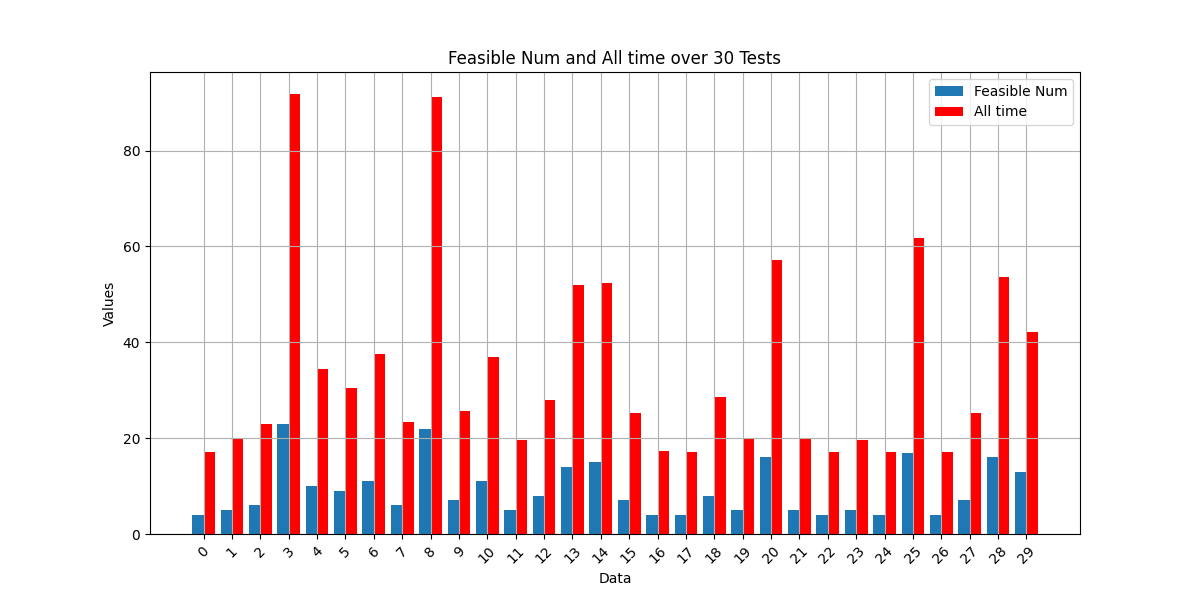 Feasible Num and All time over 30 Tests
Feasible Num
All time
Values
80
60
40
20
0
0 1 2 3 4 5 6 7 8 9 10 11 12 13 14 15 16 17 18 19 20 21 22 23 24 25 26 27 28 29
Data